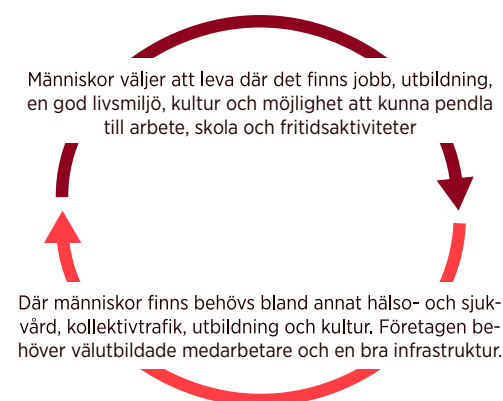 Människor väljer att leva där det finns jobb, utbildning,
en god livsmiljö, kultur och möjlighet att kunna pendla
till arbete, skola och fritidsaktiviteter
Där människor finns behövs bland annat hälso- och sjuk-
vård, kollektivtrafik, utbildning och kultur. Företagen be-
höver välutbildade medarbetare och en bra infrastruktur.